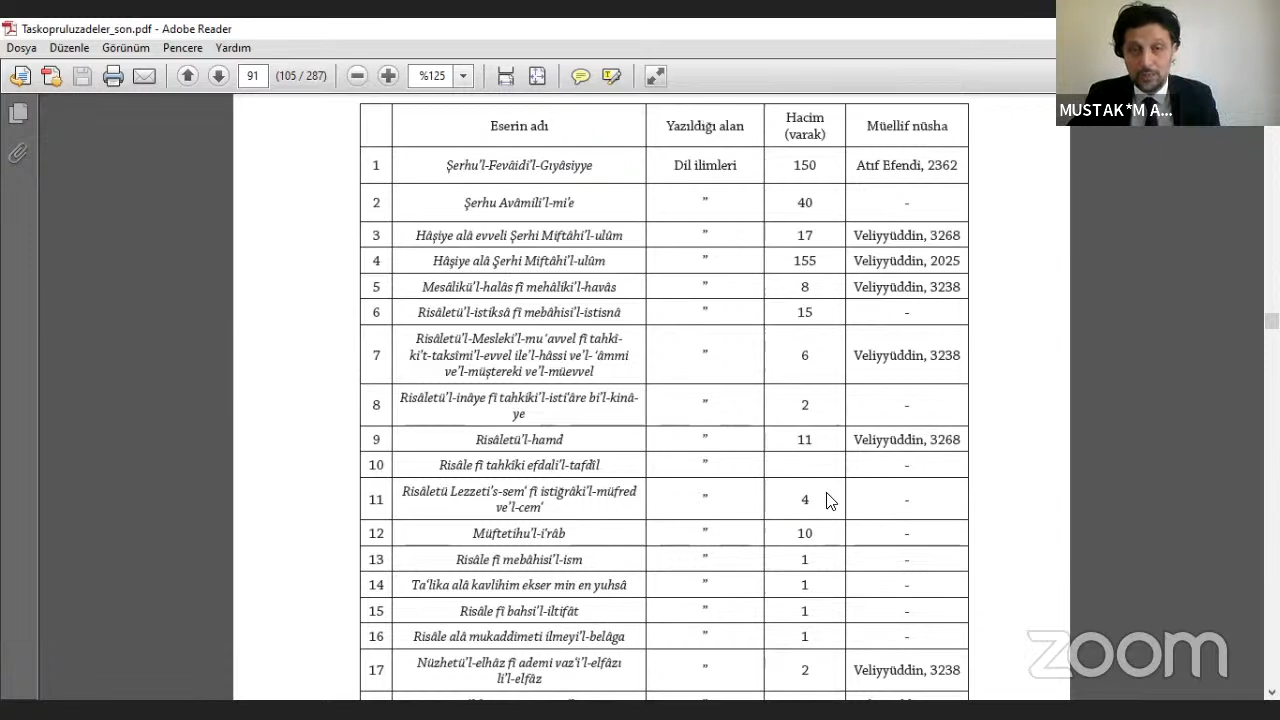 Taskopruluzadeler_son.pdf - Adobe Reader
Dosya Düzenle Görünüm Pencere Yardım
91 (105 / 287) %125
MUSTAK*M A...
Eserin adı Yazıldığı alan Hacim (varak) Müellif nüsha
1 Şerhu’l-Fevâidi’l-Gıyâsiyye Dil ilimleri 150 Atıf Efendi, 2362
2 Şerhu Avâmili’l-mi’e ” 40 -
3 Hâşiye alâ evveli Şerhi Miftâhi’l-ulûm ” 17 Veliyyüddin, 3268
4 Hâşiye alâ Şerhi Miftâhi’l-ulûm ” 155 Veliyyüddin, 2025
5 Mesâlikü’l-halâs fî mehâliki’l-havâs ” 8 Veliyyüddin, 3238
6 Risâletü’l-istiksâ fî mebâhisi’l-istisnâ ” 15 -
7 Risâletü’l-Mesleki’l-mu‘avvel fî tahkî-
ki’t-taksîmi’l-evvel ile’l-hâssi ve’l-‘âmmi
ve’l-müştereki ve’l-müevvel ” 6 Veliyyüddin, 3238
8 Risâletü’l-inâye fî tahkîki’l-isti‘âre bi’l-kinâ-
ye ” 2 -
9 Risâletü’l-hamd ” 11 Veliyyüddin, 3268
10 Risâle fî tahkîki efdali’l-tafdîl ” -
11 Risâletü Lezzeti’s-sem‘ fî istiğrâki’l-müfred
ve’l-cem‘ ” 4 -
12 Müftetihu’l-i‘râb ” 10 -
13 Risâle fî mebâhisi’l-ism ” 1 -
14 Ta‘lika alâ kavlihim ekser min en yuhsâ ” 1 -
15 Risâle fî bahsi’l-iltifât ” 1 -
16 Risâle alâ mukaddimeti ilmeyi’l-belâga ” 1 -
17 Nüzhetü’l-elhâz fî ademi vaz‘i’l-elfâzı
li’l-elfâz ” 2 Veliyyüddin, 3238
zoom